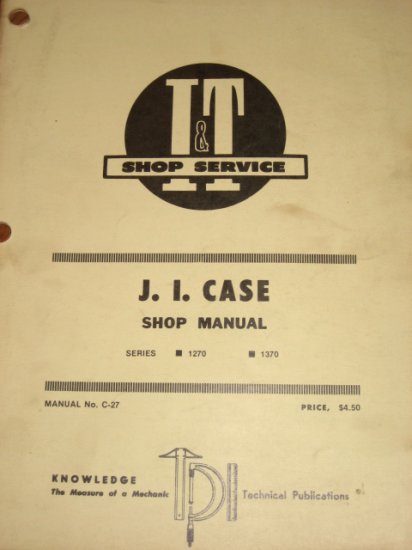 I&T
SHOP SERVICE
J. I. CASE
SHOP MANUAL
SERIES ■ 1270 ■ 1370
MANUAL No. C-27 PRICE, $4.50
KNOWLEDGE
The Measure of a Mechanic
TPI
Technical Publications